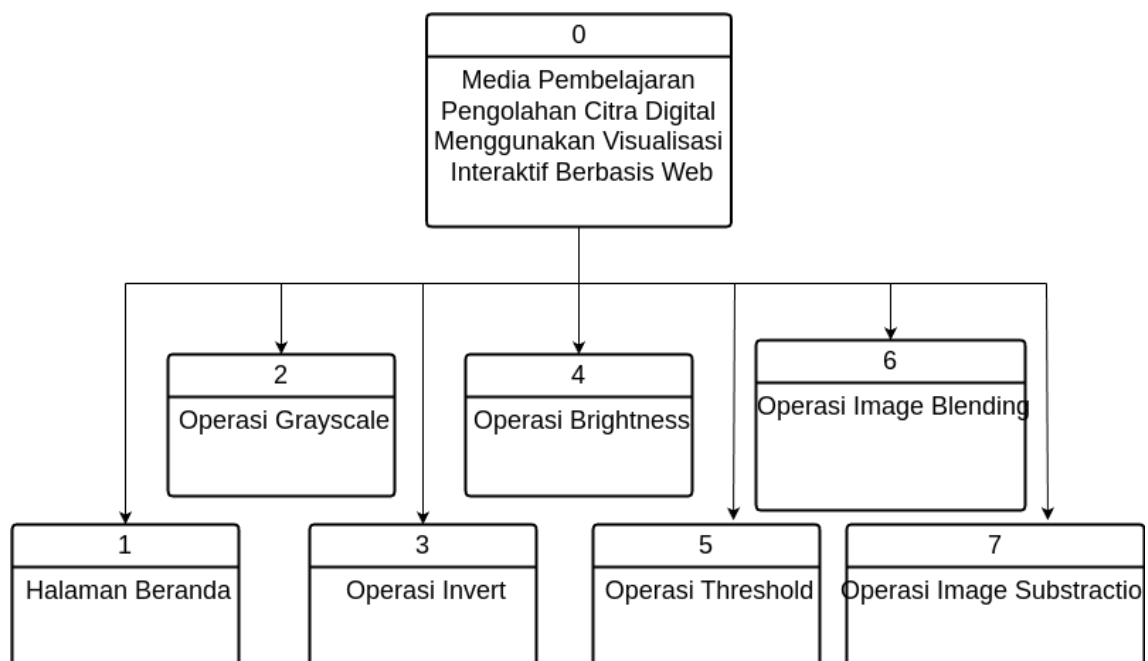 0
Media Pembelajaran
Pengolahan Citra Digital
Menggunakan Visualisasi
Interaktif Berbasis Web
2
Operasi Grayscale
4
Operasi Brightness
6
Operasi Image Blending
1
Halaman Beranda
3
Operasi Invert
5
Operasi Threshold
7
Operasi Image Substractio